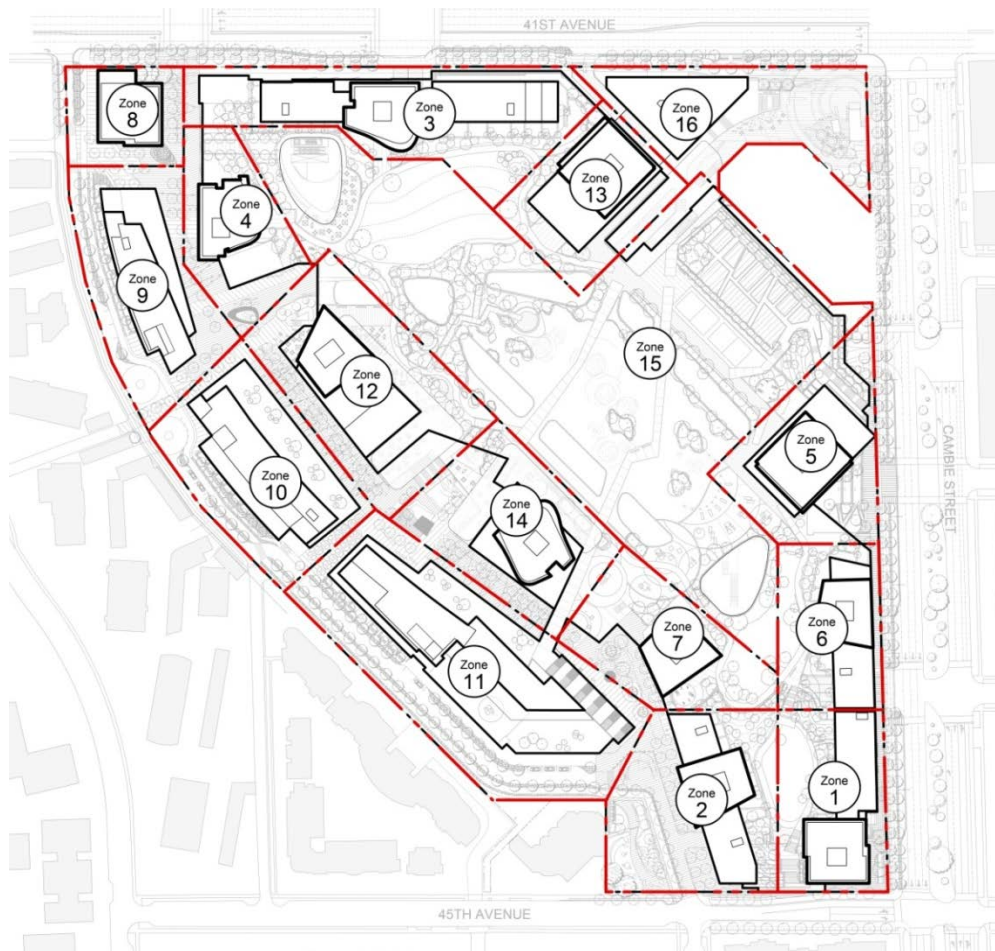 41ST AVENUE
Zone
8
Zone
3
Zone
16
Zone
13
Zone
4
Zone
9
Zone
15
Zone
12
Zone
5
CAMBIE STREET
Zone
10
Zone
14
Zone
6
Zone
7
Zone
11
Zone
2
Zone
1
45TH AVENUE